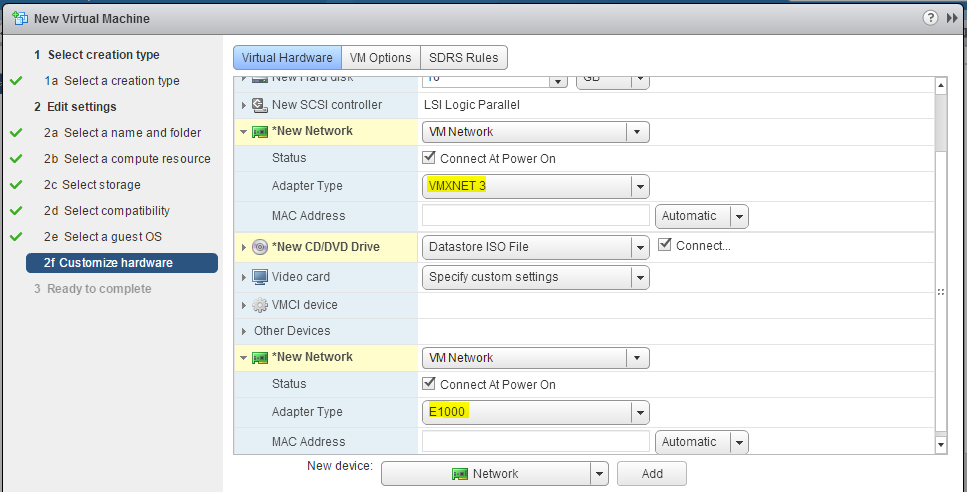 New Virtual Machine
?
1 Select creation type
1a Select a creation type
2 Edit settings
2a Select a name and folder
2b Select a compute resource
2c Select storage
2d Select compatibility
2e Select a guest OS
2f Customize hardware
3 Ready to complete
Virtual Hardware VM Options SDRS Rules
New Hard disk 16 GB
New SCSI controller LSI Logic Parallel
*New Network VM Network
Status Connect At Power On
Adapter Type VMXNET 3
MAC Address Automatic
*New CD/DVD Drive Datastore ISO File Connect...
Video card Specify custom settings
VMCI device
Other Devices
*New Network VM Network
Status Connect At Power On
Adapter Type E1000
MAC Address Automatic
New device: Network Add